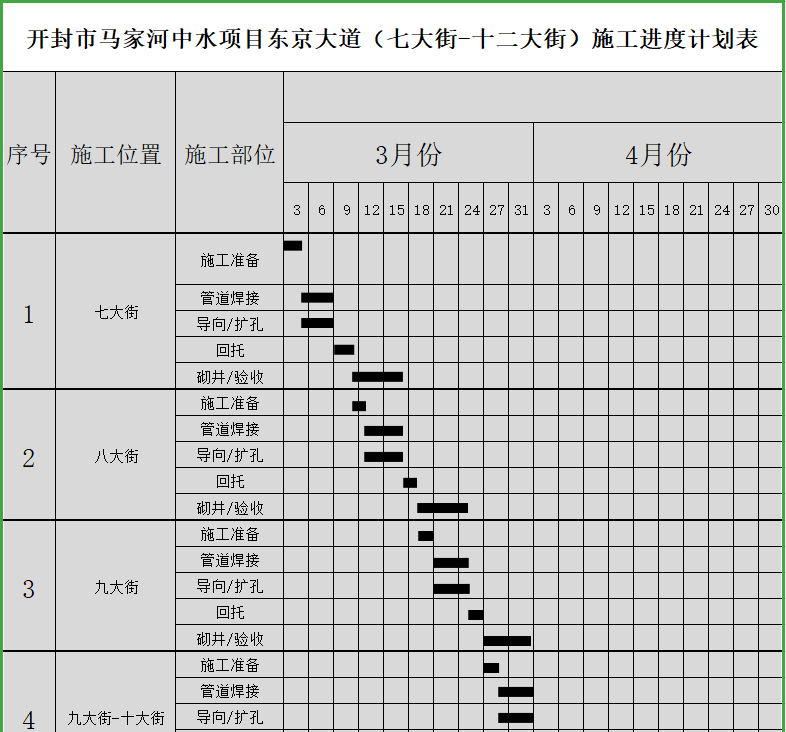 开封市马家河中水项目东京大道（七大街-十二大街）施工进度计划表
序号 施工位置 施工部位 3月份 4月份
3 6 9 12 15 18 21 24 27 31 3 6 9 12 15 18 21 24 27 30
1 七大街 施工准备
管道焊接
导向/扩孔
回托
砌井/验收
2 八大街 施工准备
管道焊接
导向/扩孔
回托
砌井/验收
3 九大街 施工准备
管道焊接
导向/扩孔
回托
砌井/验收
4 九大街-十大街 施工准备
管道焊接
导向/扩孔